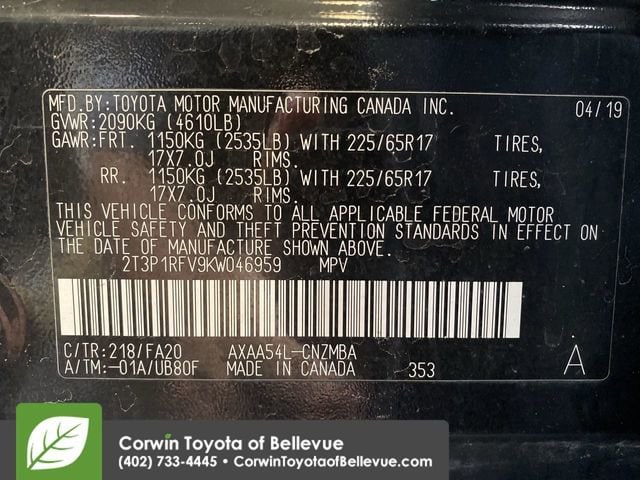 MFD.BY:TOYOTA MOTOR MANUFACTURING CANADA INC. 04/19
GVWR:2090KG (4610LB)
GAWR:FRT. 1150KG (2535LB) WITH 225/65R17 TIRES,
17X7.0J RIMS.
RR. 1150KG (2535LB) WITH 225/65R17 TIRES,
17X7.0J RIMS.
THIS VEHICLE CONFORMS TO ALL APPLICABLE FEDERAL MOTOR
VEHICLE SAFETY AND THEFT PREVENTION STANDARDS IN EFFECT ON
THE DATE OF MANUFACTURE SHOWN ABOVE.
2T3P1RFV9KW046959 MPV
C/TR:218/FA20 AXAA54L-CNZMBA
A/TM:-01A/UB80F MADE IN CANADA 353 A
Corwin Toyota of Bellevue
(402) 733-4445 • CorwinToyotaofBellevue.com